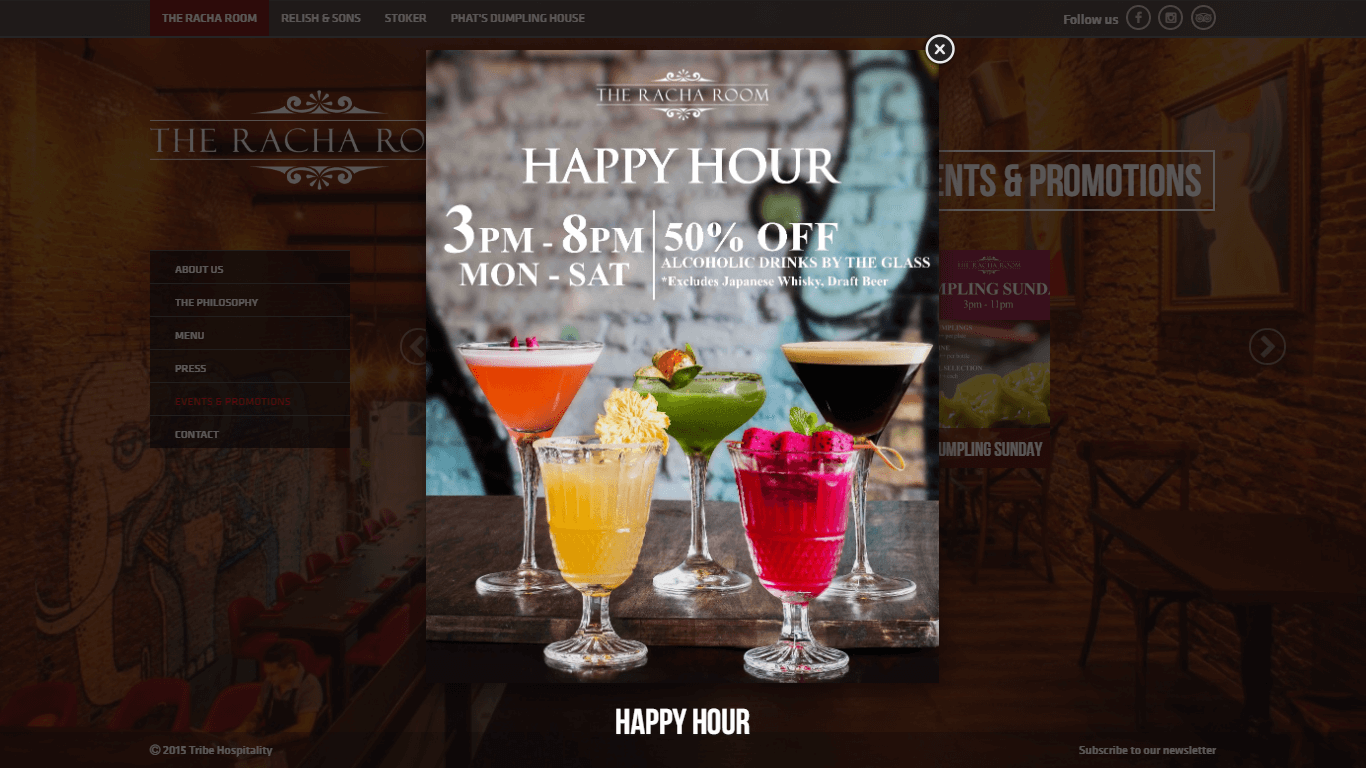 THE RACHA ROOM
RELISH & SONS
STOKER
PHAT'S DUMPLING HOUSE
Follow us
THE RACHA RO
THE RACHA ROOM
HAPPY HOUR
3PM - 8PM
MON - SAT
50% OFF
ALCOHOLIC DRINKS BY THE GLASS
*Excludes Japanese Whisky, Draft Beer
ENTS & PROMOTIONS
ABOUT US
THE PHILOSOPHY
MENU
PRESS
EVENTS & PROMOTIONS
CONTACT
THE RACHA ROOM
MPLING SUNDA
3pm - 11pm
UMPLING SUNDAY
HAPPY HOUR
© 2015 Tribe Hospitality
Subscribe to our newsletter